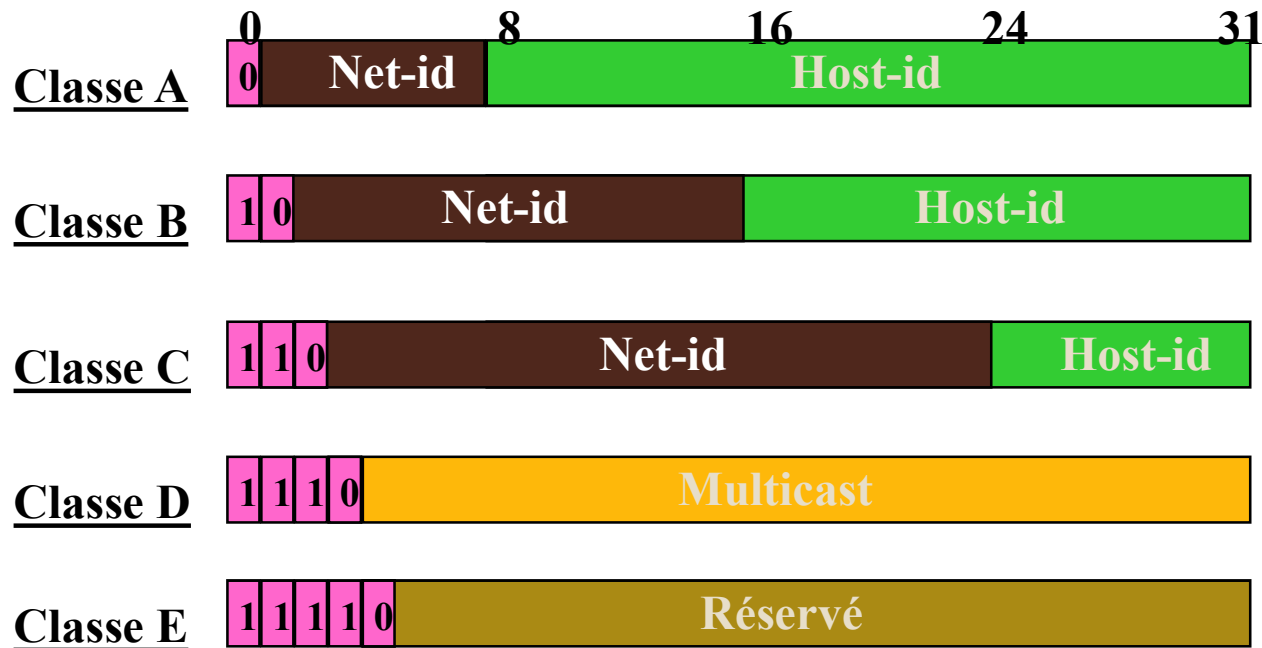 0 8 16 24 31
Classe A 0 Net-id Host-id
Classe B 1 0 Net-id Host-id
Classe C 1 1 0 Net-id Host-id
Classe D 1 1 1 0 Multicast
Classe E 1 1 1 1 0 Réservé